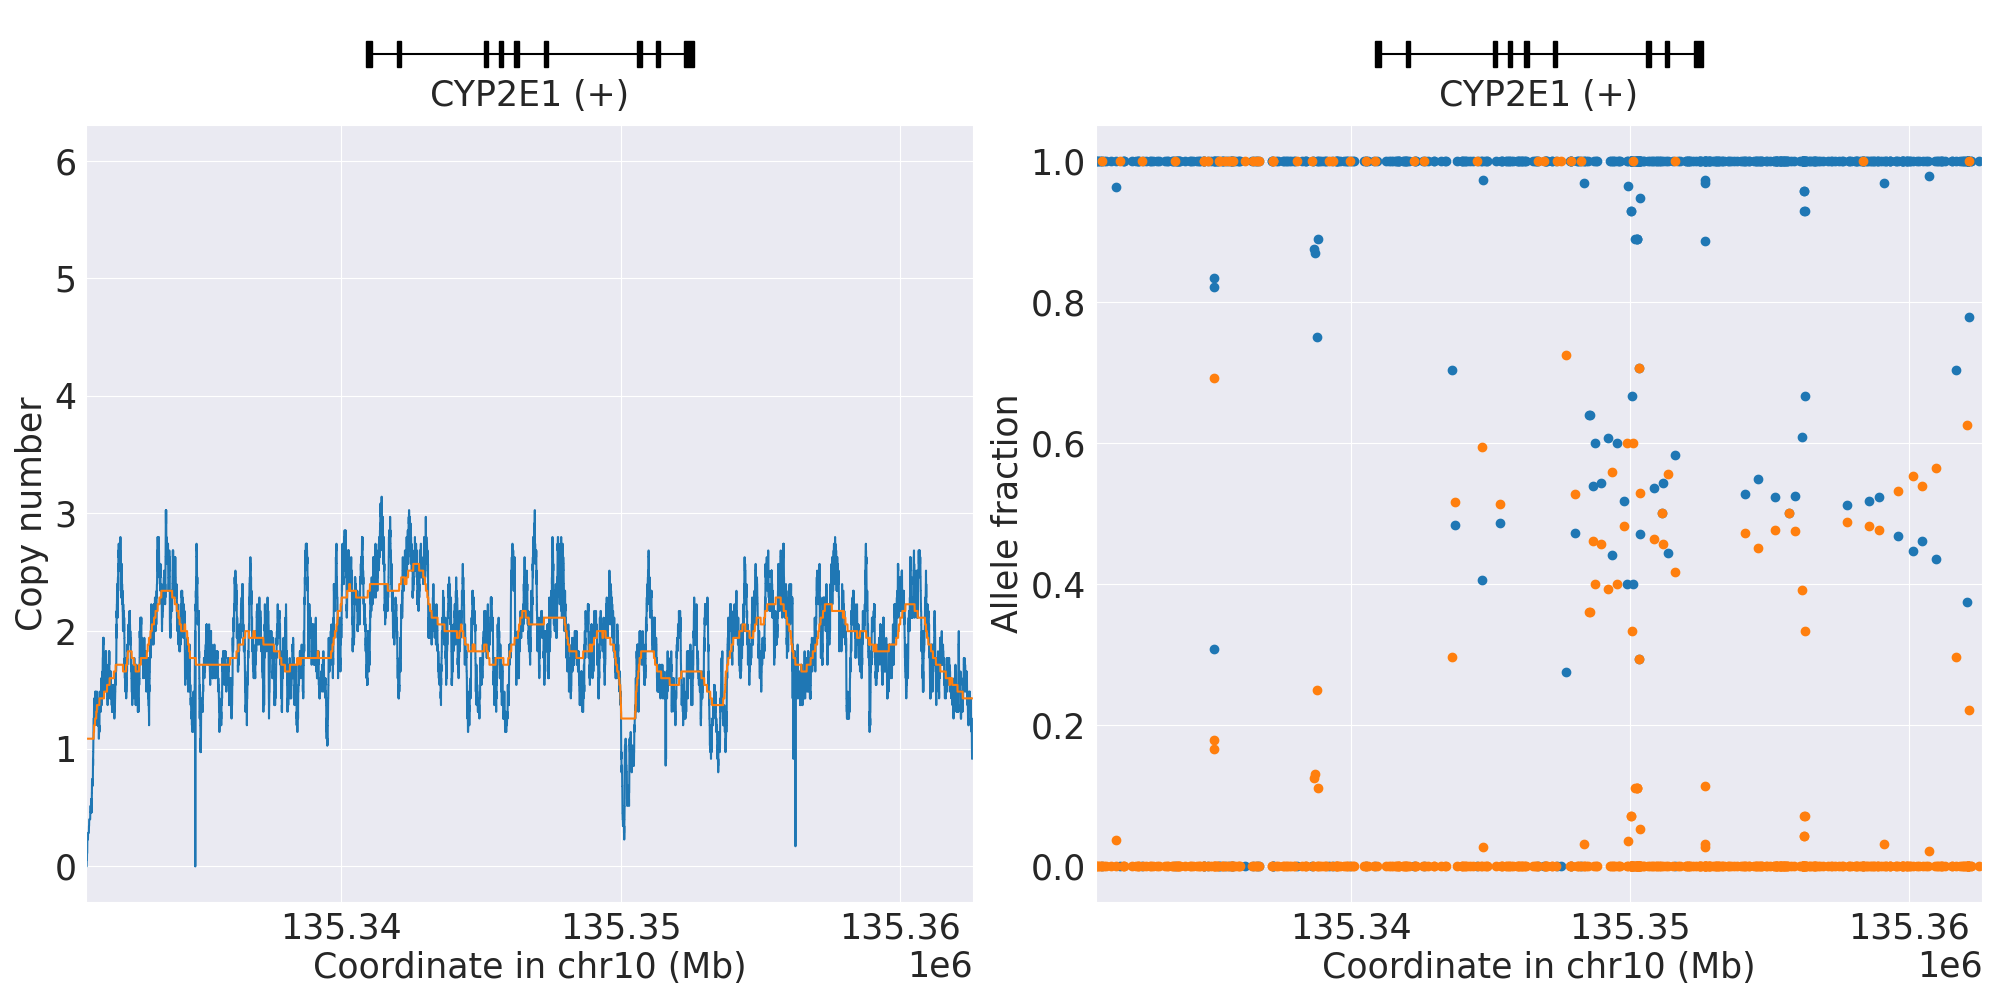 CYP2E1 (+)
6
5
4
3
2
1
0
Copy number
135.34 135.35 135.36
Coordinate in chr10 (Mb)
1e6
CYP2E1 (+)
1.0
0.8
0.6
0.4
0.2
0.0
Allele fraction
135.34 135.35 135.36
Coordinate in chr10 (Mb)
1e6